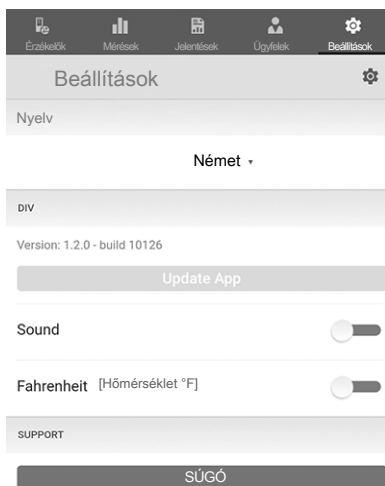 Érzékelők Mérések Jelentések Ügyfelek Beállítások
Beállítások
Nyelv
Német
DIV
Version: 1.2.0 - build 10126
Update App
Sound
Fahrenheit [Hőmérséklet °F]
SUPPORT
SÚGÓ